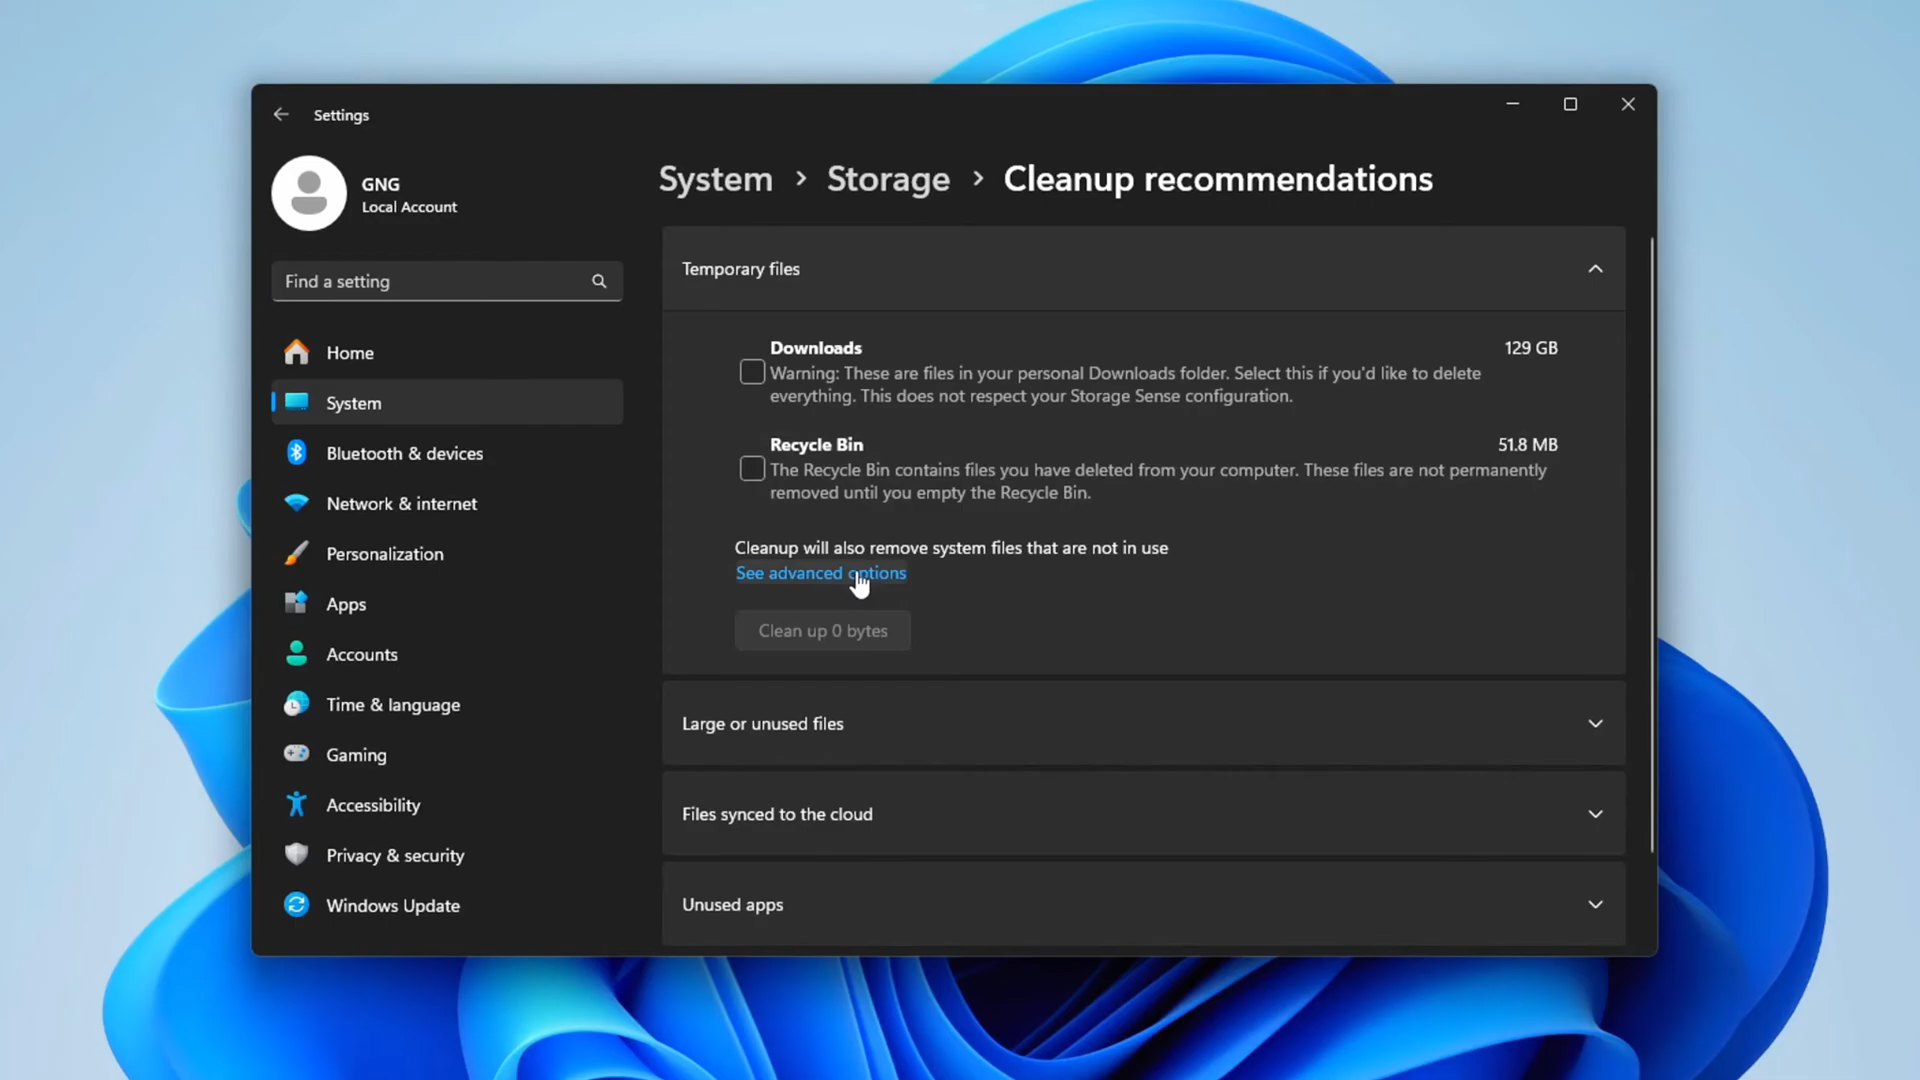 Settings
GNG
Local Account
Find a setting
Home
System
Bluetooth & devices
Network & internet
Personalization
Apps
Accounts
Time & language
Gaming
Accessibility
Privacy & security
Windows Update
System > Storage > Cleanup recommendations
Temporary files
Downloads 129 GB
Warning: These are files in your personal Downloads folder. Select this if you'd like to delete
everything. This does not respect your Storage Sense configuration.
Recycle Bin 51.8 MB
The Recycle Bin contains files you have deleted from your computer. These files are not permanently
removed until you empty the Recycle Bin.
Cleanup will also remove system files that are not in use
See advanced options
Clean up 0 bytes
Large or unused files
Files synced to the cloud
Unused apps